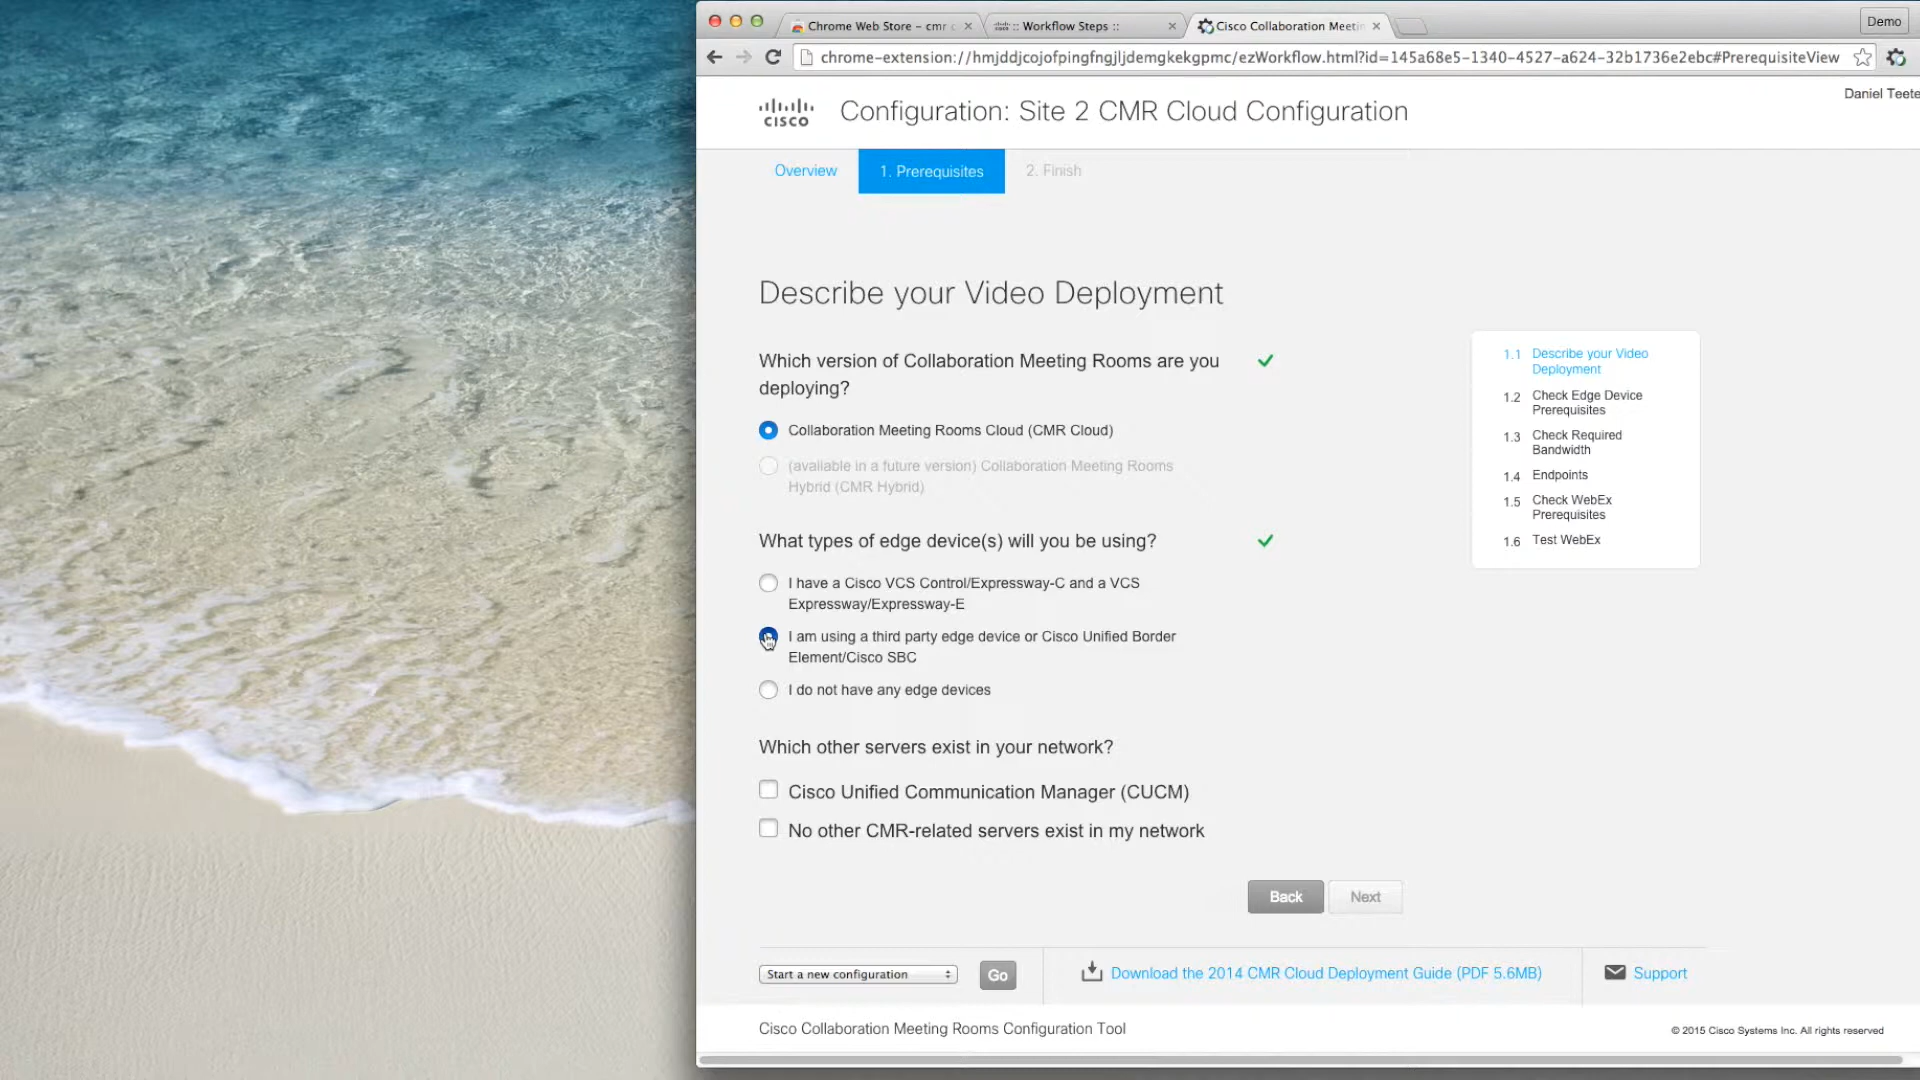 Chrome Web Store - cmr c
:: Workflow Steps ::
Cisco Collaboration Meetin
Demo
chrome-extension://hmjddjcojofpingfngjljdemgkekgpmc/ezWorkflow.html?id=145a68e5-1340-4527-a624-32b1736e2ebc#PrerequisiteView
Daniel Teete
CISCO
Configuration: Site 2 CMR Cloud Configuration
Overview
1. Prerequisites
2. Finish
Describe your Video Deployment
Which version of Collaboration Meeting Rooms are you
deploying?
Collaboration Meeting Rooms Cloud (CMR Cloud)
(available in a future version) Collaboration Meeting Rooms
Hybrid (CMR Hybrid)
What types of edge device(s) will you be using?
I have a Cisco VCS Control/Expressway-C and a VCS
Expressway/Expressway-E
I am using a third party edge device or Cisco Unified Border
Element/Cisco SBC
I do not have any edge devices
Which other servers exist in your network?
Cisco Unified Communication Manager (CUCM)
No other CMR-related servers exist in my network
1.1 Describe your Video
Deployment
1.2 Check Edge Device
Prerequisites
1.3 Check Required
Bandwidth
1.4 Endpoints
1.5 Check WebEx
Prerequisites
1.6 Test WebEx
Back
Next
Start a new configuration
Go
Download the 2014 CMR Cloud Deployment Guide (PDF 5.6MB)
Support
Cisco Collaboration Meeting Rooms Configuration Tool
© 2015 Cisco Systems Inc. All rights reserved